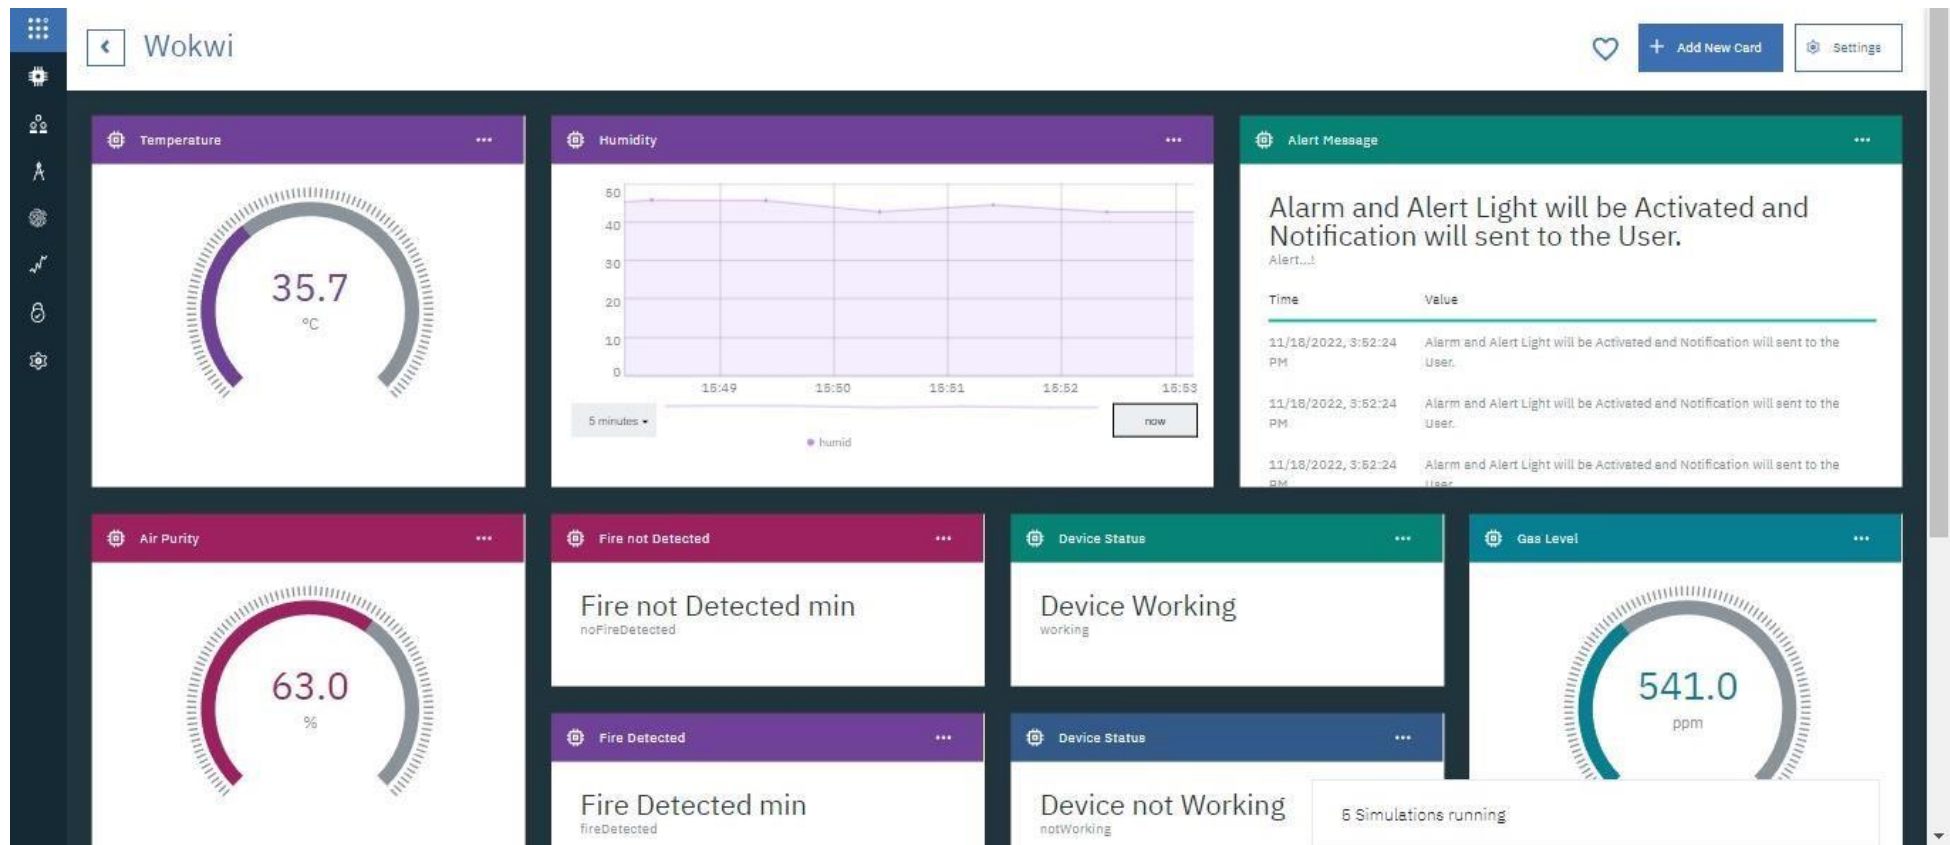 Wokwi
Add New Card
Settings
Temperature
35.7
°C
Humidity
50
40
30
20
10
0
15:49 15:50 15:51 15:52 15:53
5 minutes
now
humid
Alert Message
Alarm and Alert Light will be Activated and
Notification will sent to the User.
Alert...!
Time Value
11/18/2022, 3:52:24 Alarm and Alert Light will be Activated and Notification will sent to the
PM User.
11/18/2022, 3:52:24 Alarm and Alert Light will be Activated and Notification will sent to the
PM User.
11/18/2022, 3:52:24 Alarm and Alert Light will be Activated and Notification will sent to the
PM User
Air Purity
63.0
%
Fire not Detected
Fire not Detected min
noFireDetected
Device Status
Device Working
working
Gas Level
541.0
ppm
Fire Detected
Fire Detected min
fireDetected
Device Status
Device not Working
notWorking
5 Simulations running